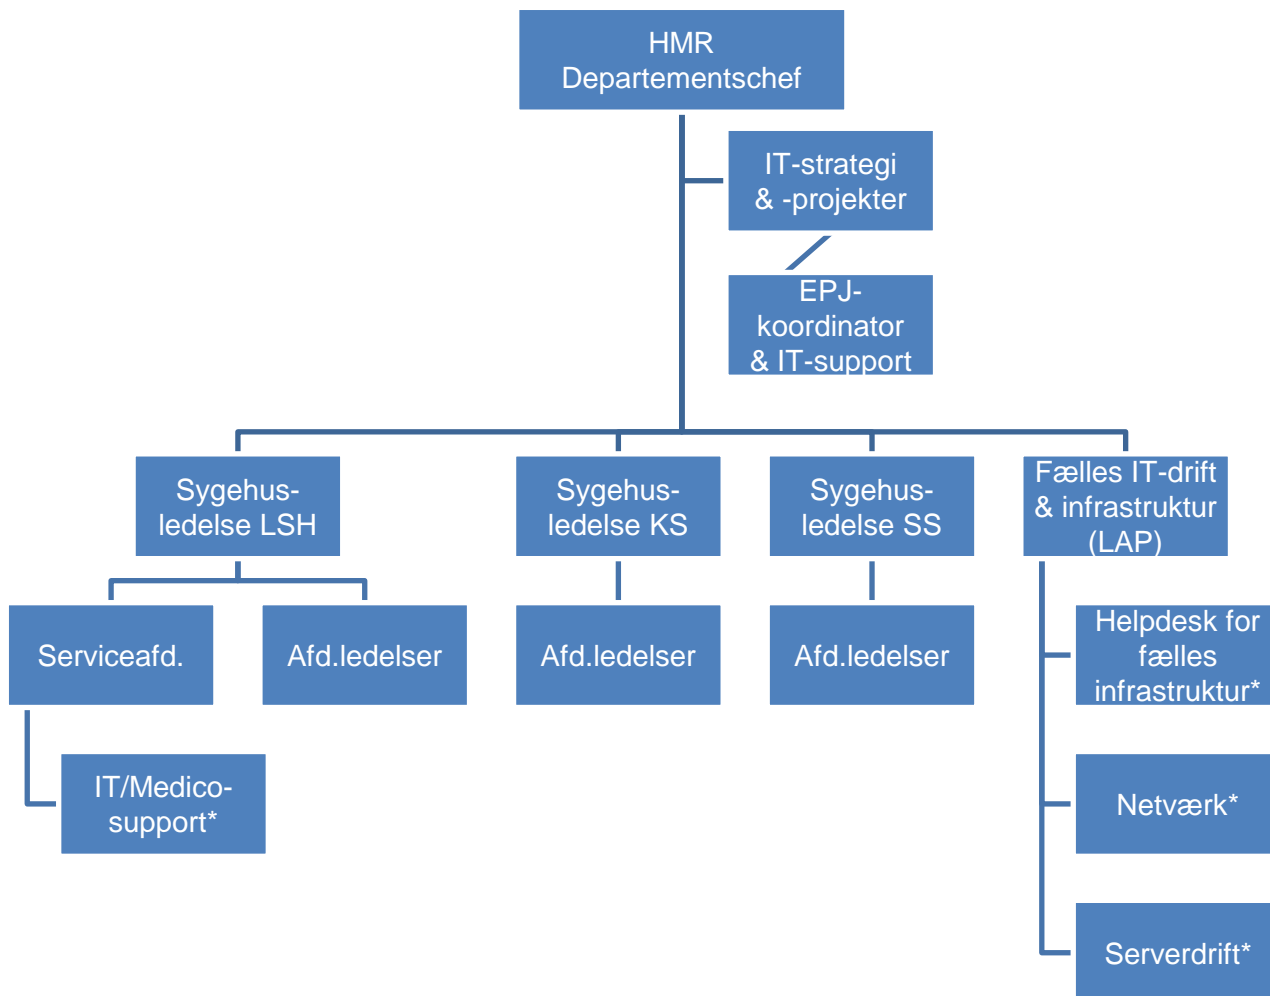 HMR
Departementschef
IT-strategi
& -projekter
EPJ-
koordinator
& IT-support
Sygehus-
ledelse LSH
Sygehus-
ledelse KS
Sygehus-
ledelse SS
Fælles IT-drift
& infrastruktur
(LAP)
Serviceafd.
Afd.ledelser
Afd.ledelser
Afd.ledelser
Helpdesk for
fælles
infrastruktur*
IT/Medico-
support*
Netværk*
Serverdrift*